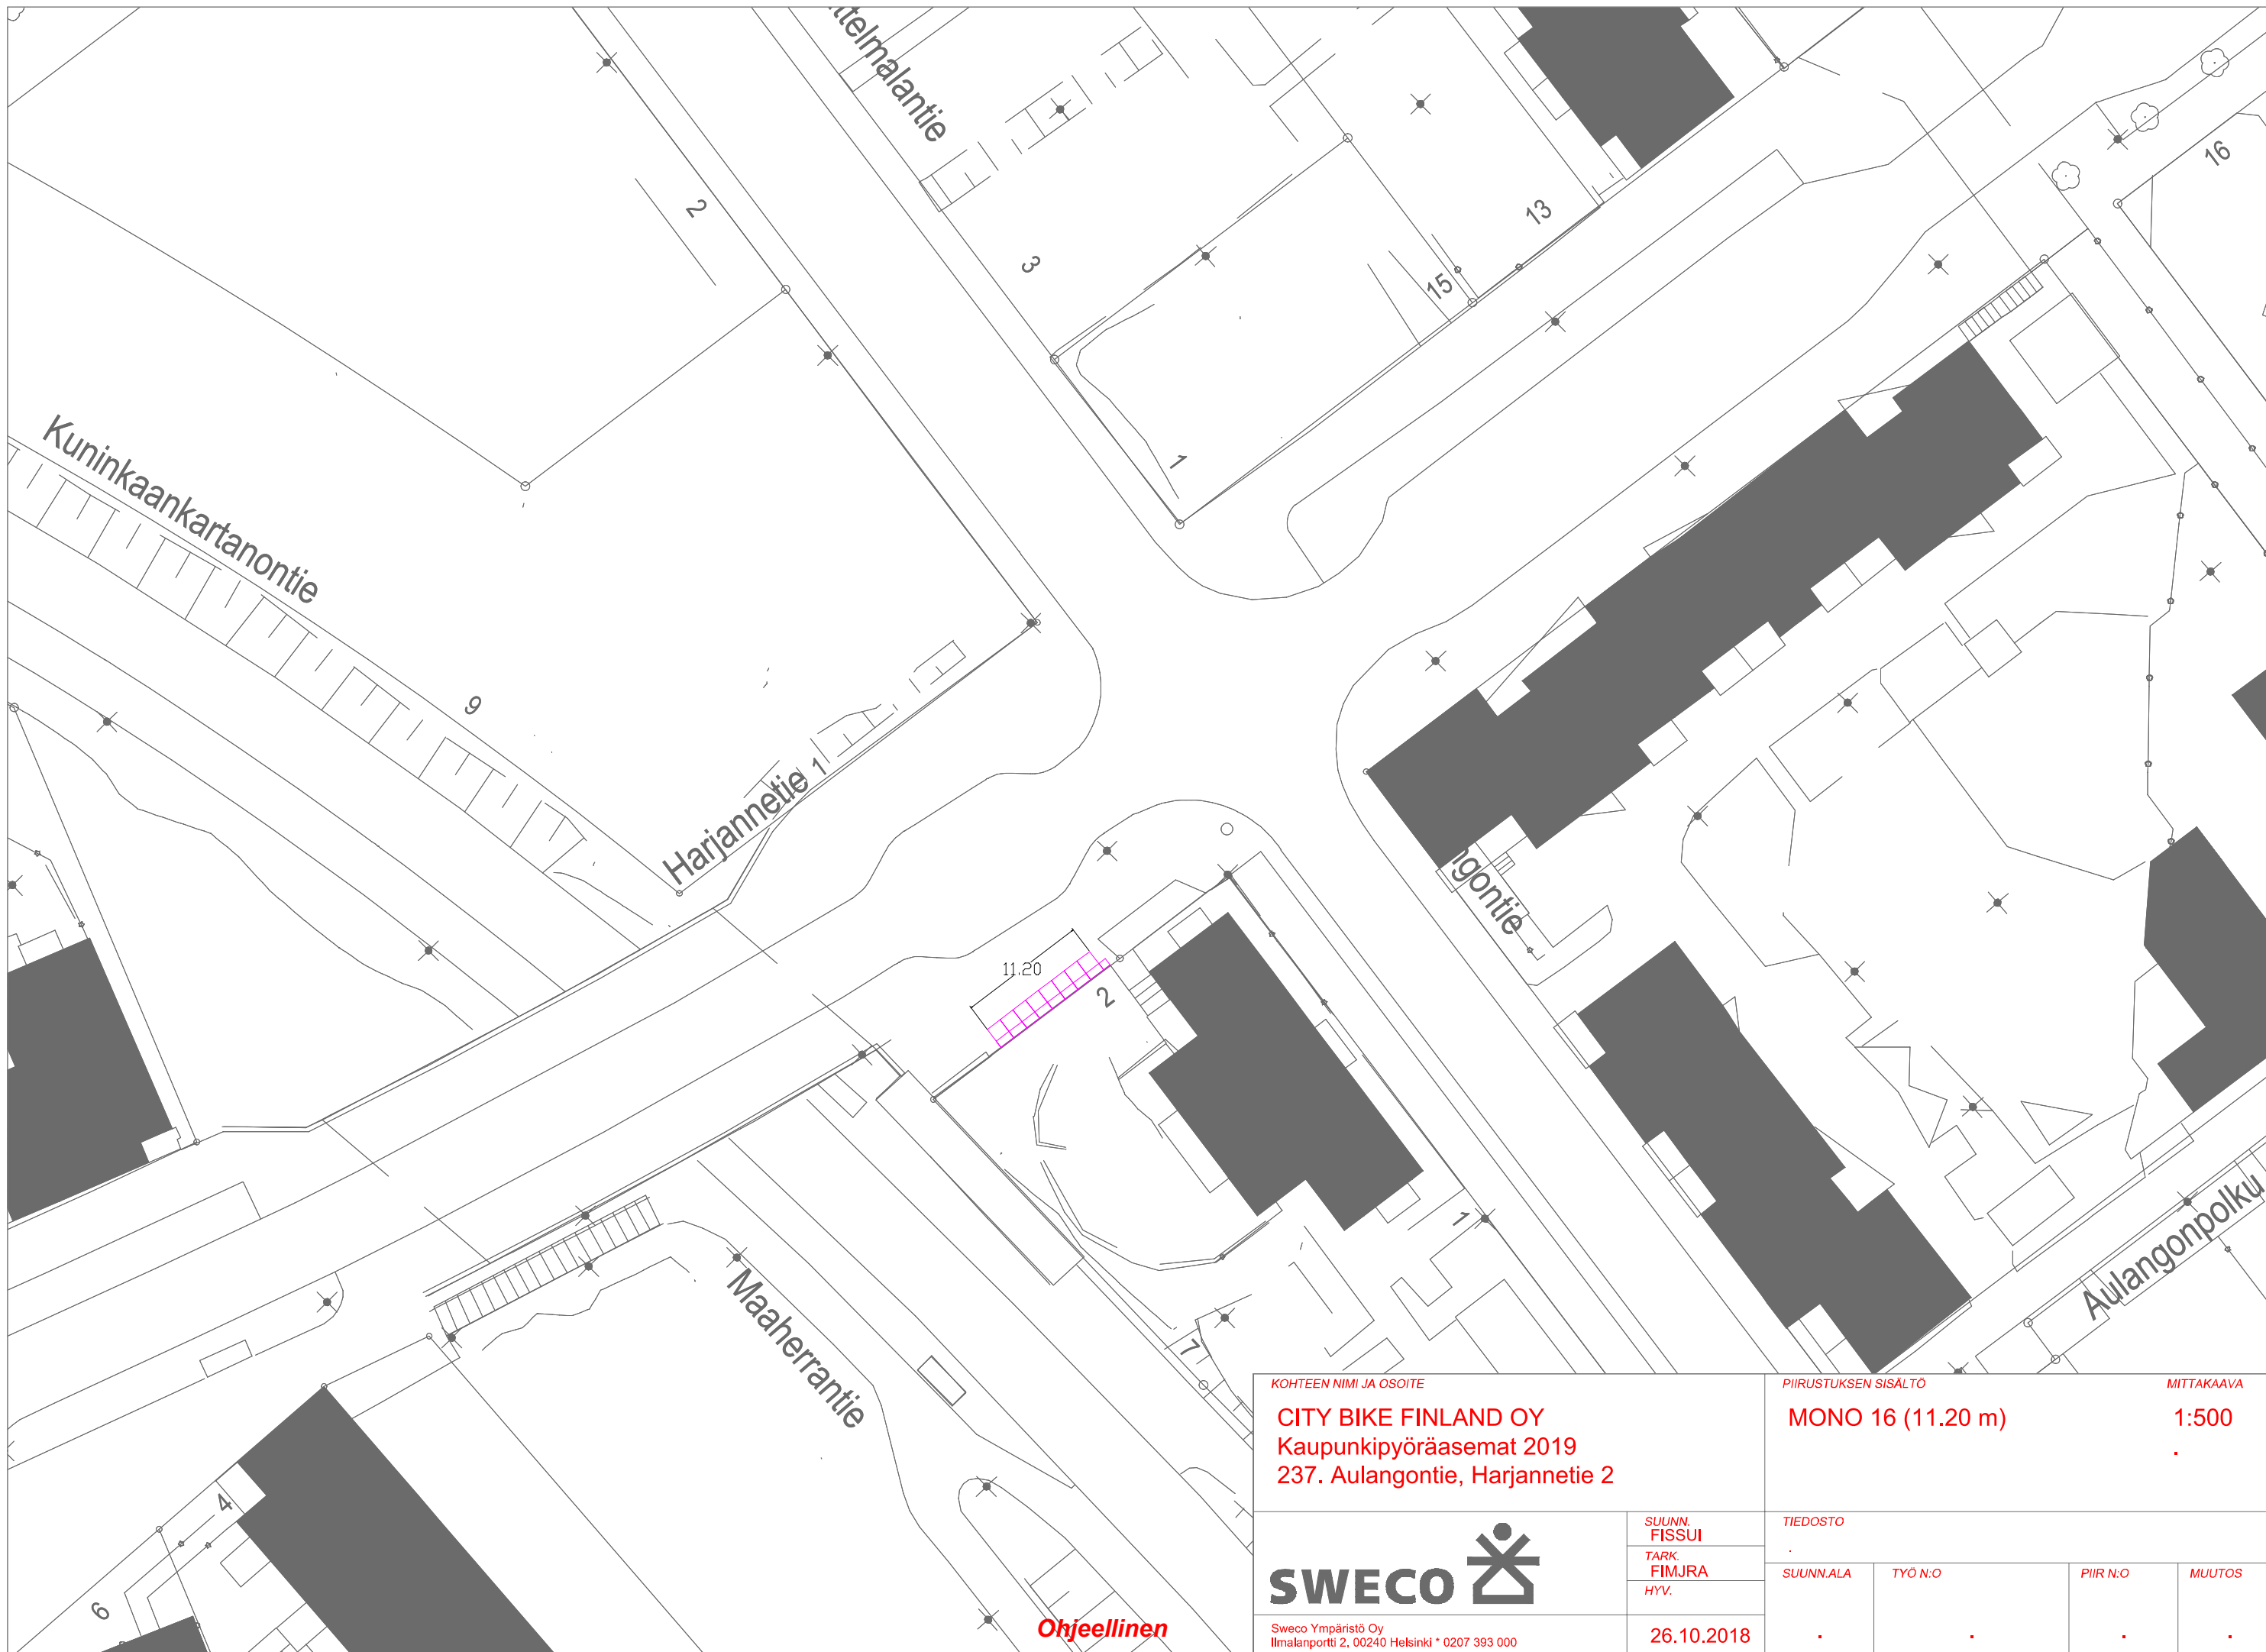 ttelmalantie
2
3
13
15
16
1
Kuninkaankartanontie
9
Harjannetie 1
ngontie
11.20
2
1
Aulangonpolku
Maaherrantie
7
4
6
Ohjeellinen
KOHTEEN NIMI JA OSOITE
CITY BIKE FINLAND OY
Kaupunkipyöräasemat 2019
237. Aulangontie, Harjannetie 2
PIIRUSTUKSEN SISÄLTÖ
MITTAKAAVA
MONO 16 (11.20 m)
1:500
.
SWECO
SUUNN.
FISSUI
TARK.
FIMJRA
HYV.
TIEDOSTO
.
SUUNN.ALA
TYÖ N:O
PIIR N:O
MUUTOS
Sweco Ympäristö Oy
Ilmalanportti 2, 00240 Helsinki * 0207 393 000
26.10.2018
. . . .